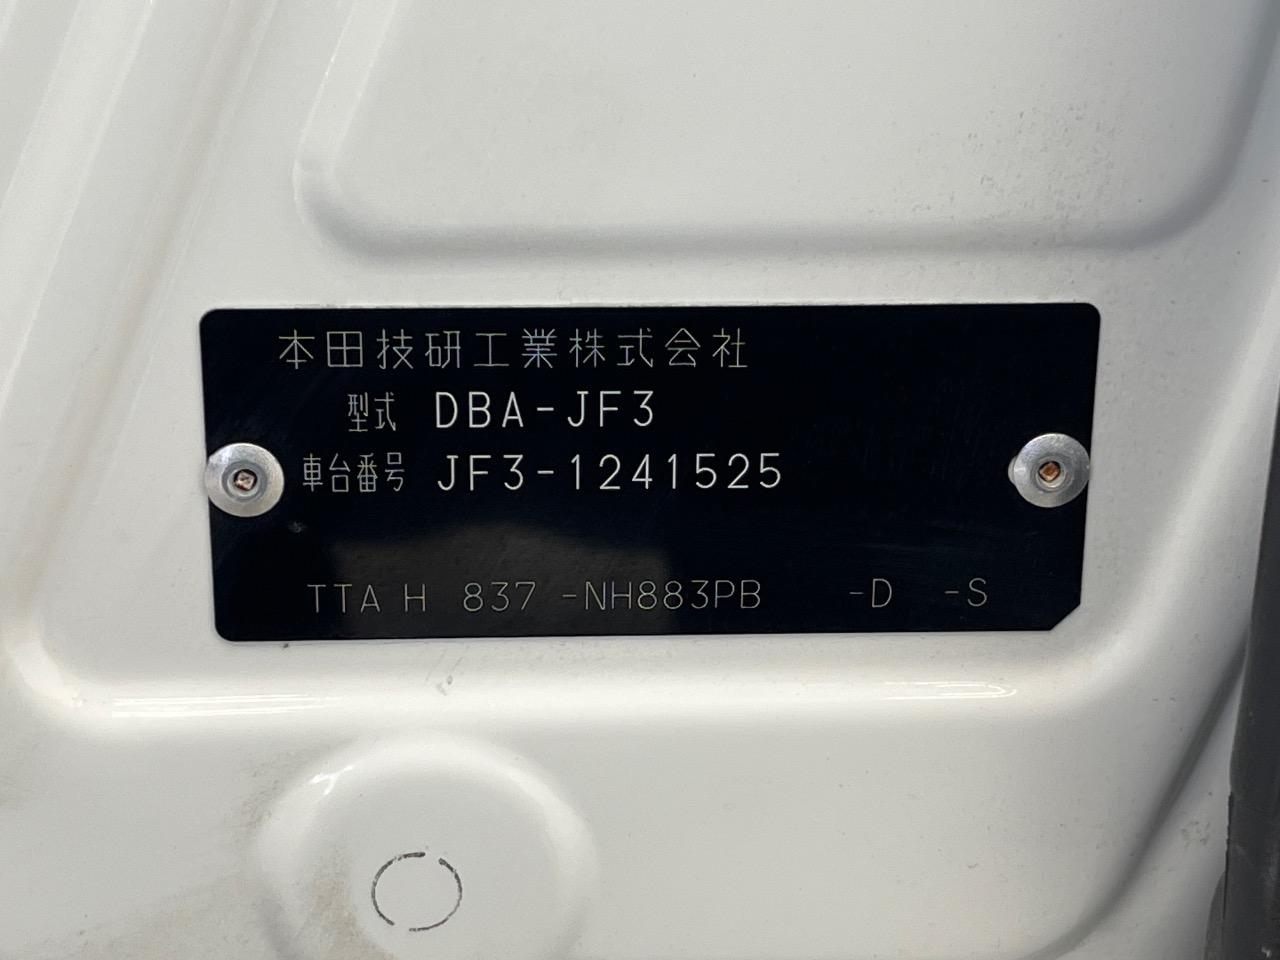 本田技研工業株式会社
型式 DBA-JF3
車台番号 JF3-1241525
TTA H 837 -NH883PB -D -S